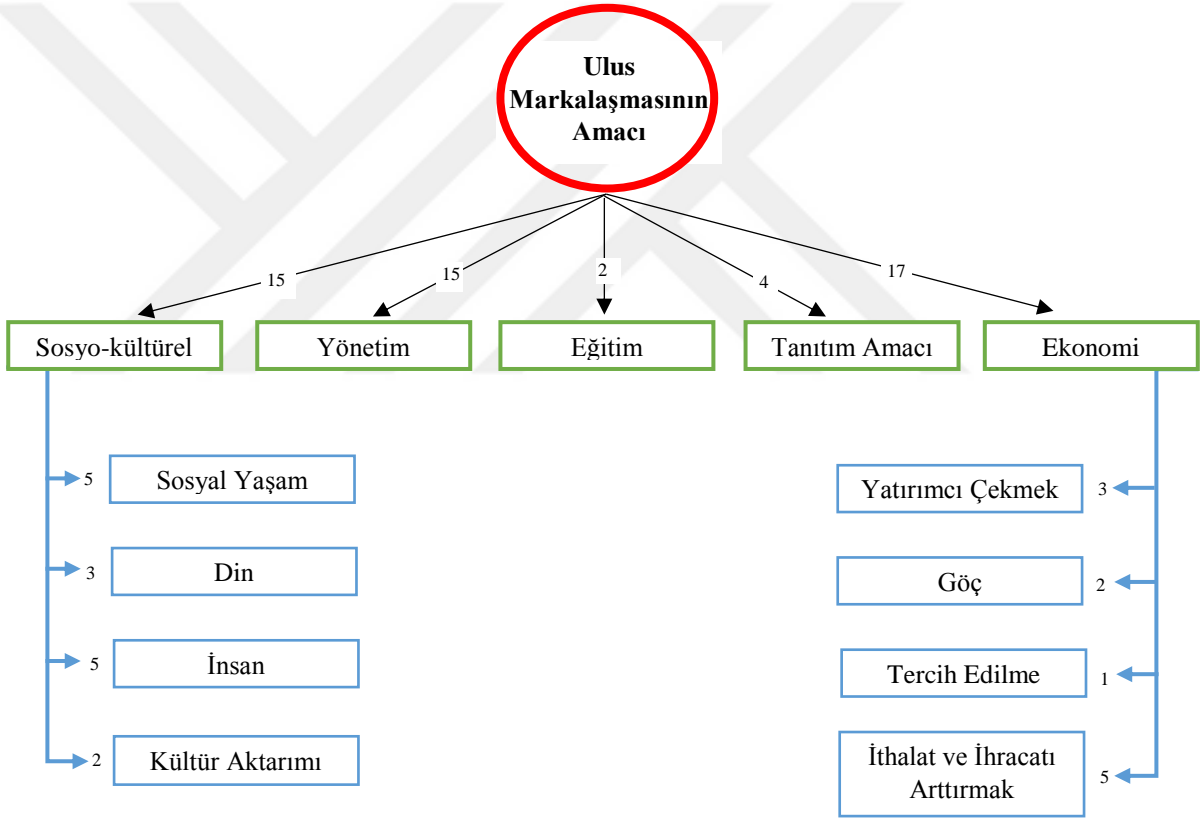 Ulus
Markalaşmasının
Amacı
15
15
2
4
17
Sosyo-kültürel
Yönetim
Eğitim
Tanıtım Amacı
Ekonomi
5
Sosyal Yaşam
3
Din
5
İnsan
2
Kültür Aktarımı
Yatırımcı Çekmek
3
Göç
2
Tercih Edilme
1
İthalat ve İhracatı
Arttırmak
5